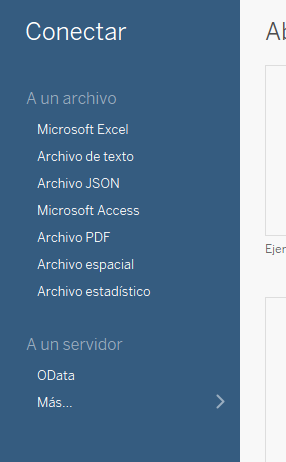 Conectar
A un archivo
Microsoft Excel
Archivo de texto
Archivo JSON
Microsoft Access
Archivo PDF
Archivo espacial
Archivo estadístico
A un servidor
OData
Más...